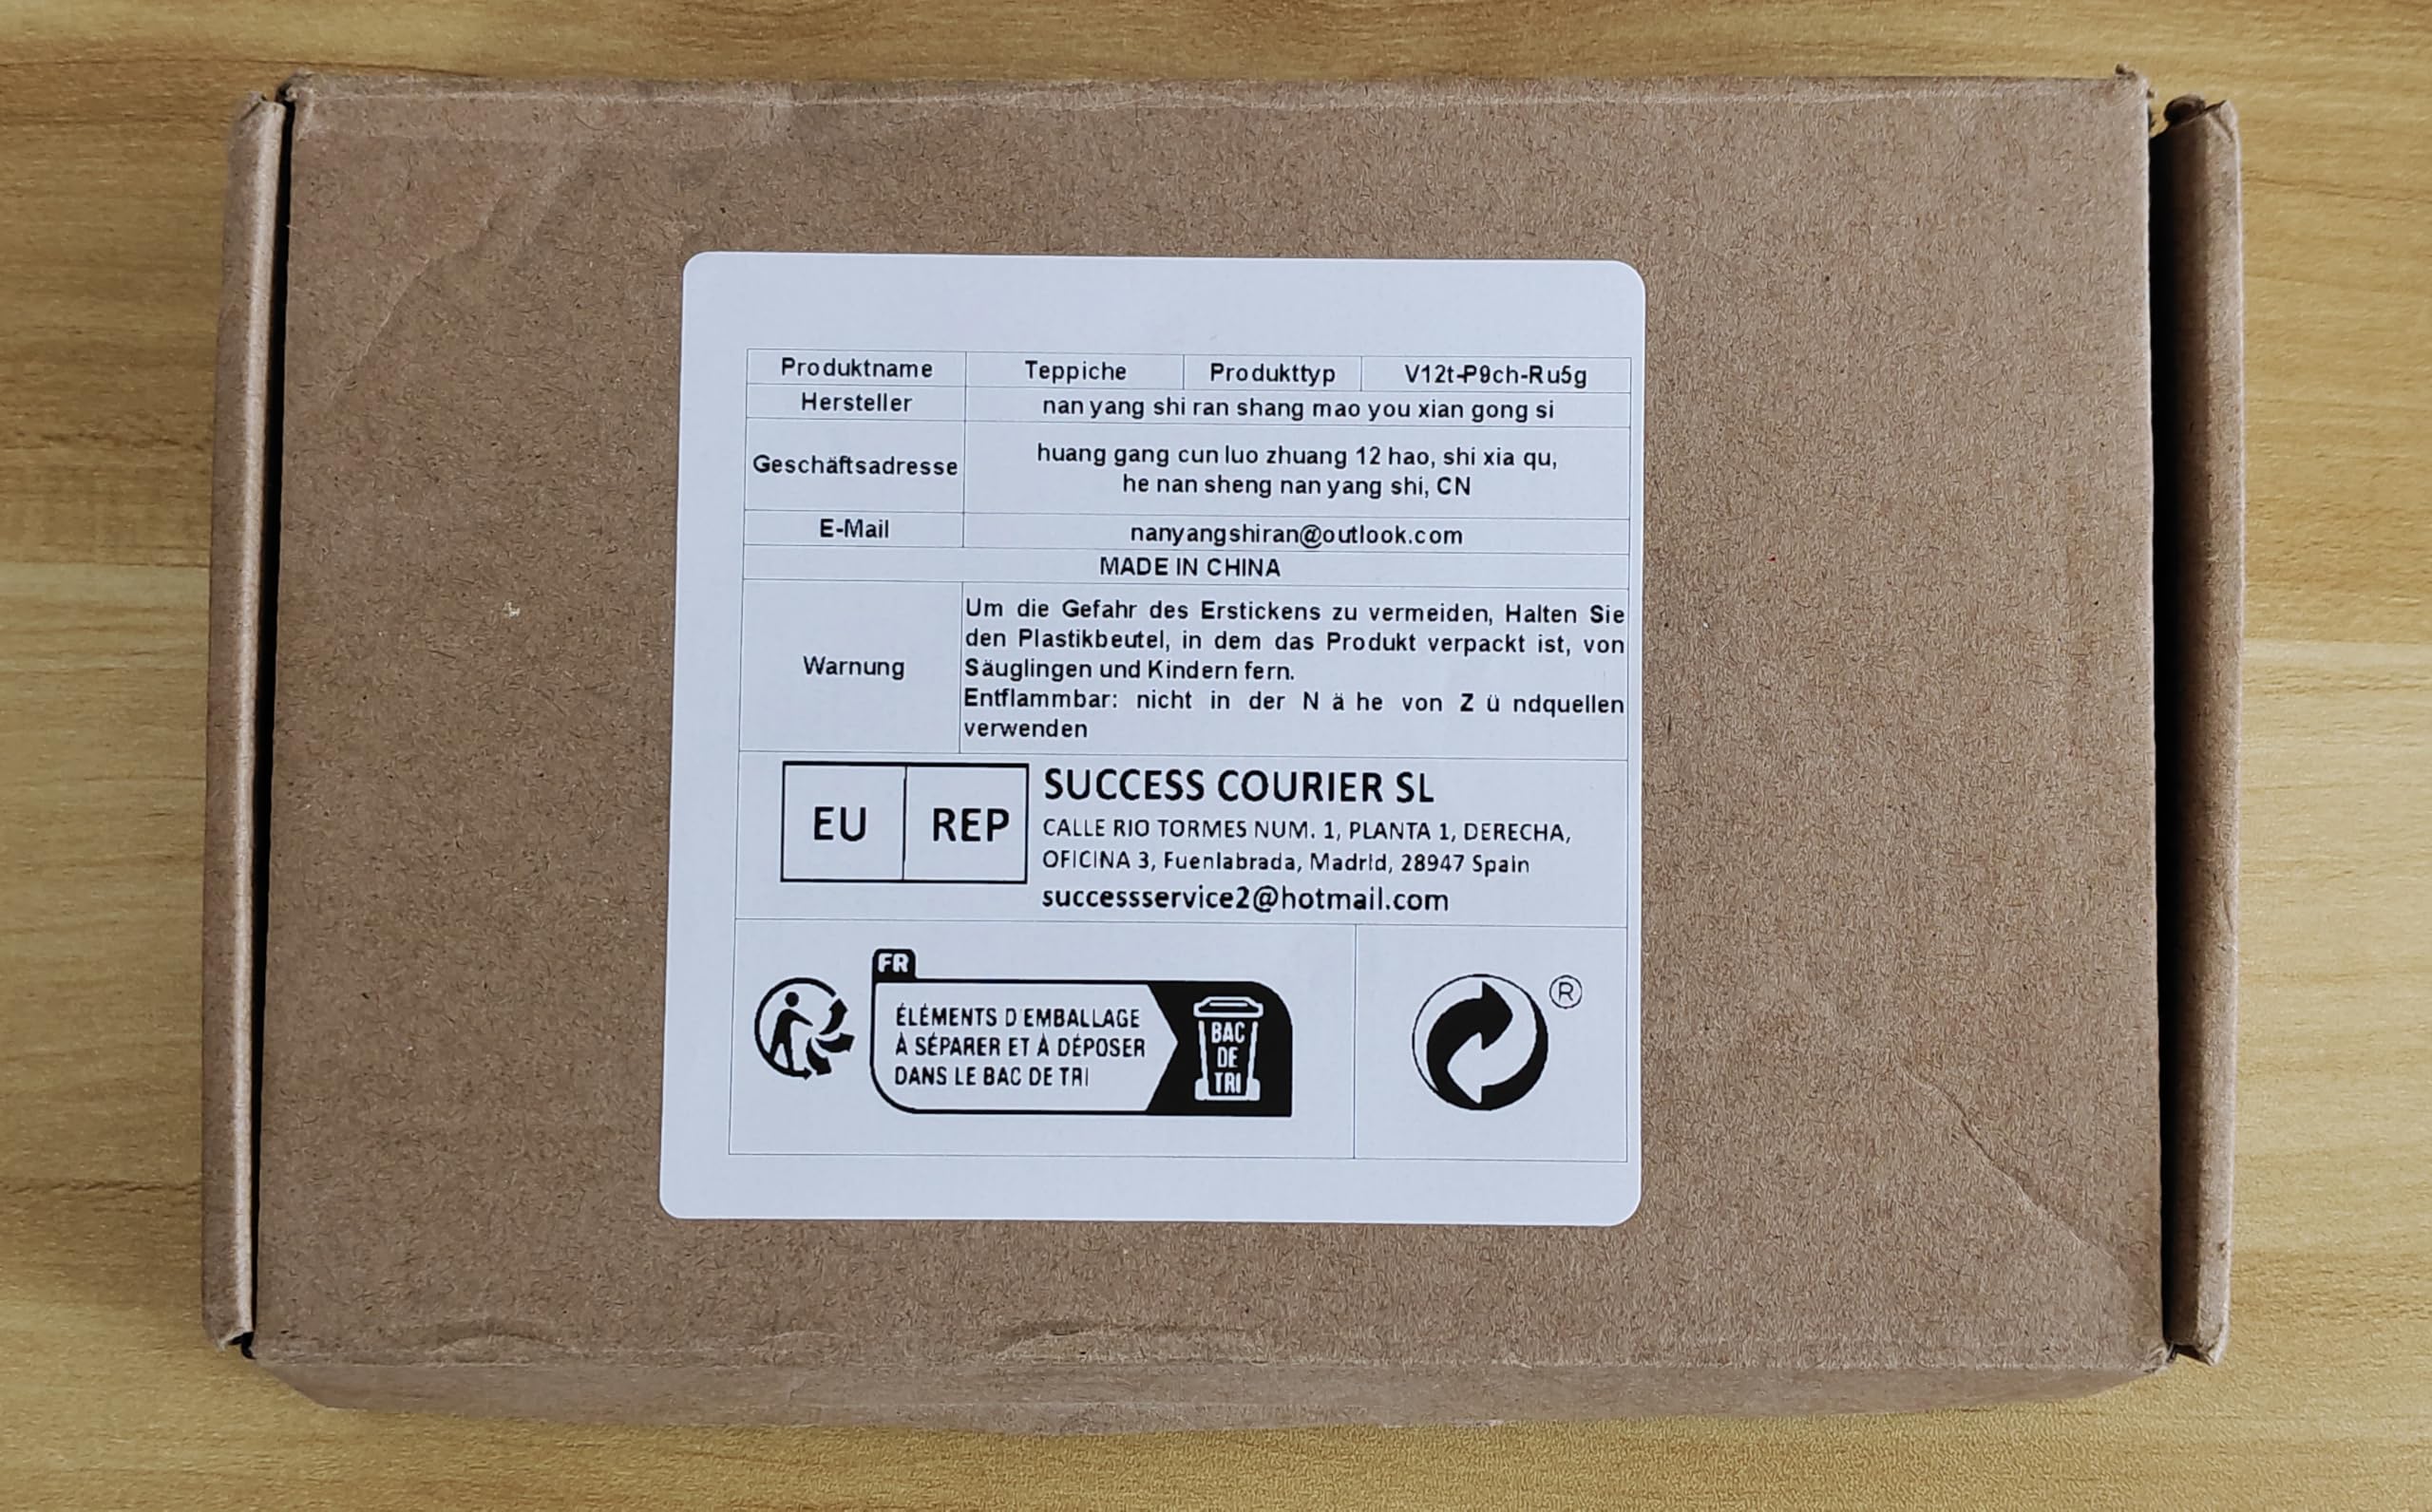 Produktname Teppiche Produkttyp V12t-P9ch-Ru5g
Hersteller nan yang shi ran shang mao you xian gong si
Geschäftsadresse huang gang cun luo zhuang 12 hao, shi xia qu,
he nan sheng nan yang shi, CN
E-Mail nanyangshiran@outlook.com
MADE IN CHINA
Warnung
Um die Gefahr des Erstickens zu vermeiden, Halten Sie
den Plastikbeutel, in dem das Produkt verpackt ist, von
Säuglingen und Kindern fern.
Entflammbar: nicht in der N ä he von Z ü ndquellen
verwenden
EU REP
SUCCESS COURIER SL
CALLE RIO TORMES NUM. 1, PLANTA 1, DERECHA,
OFICINA 3, Fuenlabrada, Madrid, 28947 Spain
successservice2@hotmail.com
FR
ÉLÉMENTS D'EMBALLAGE
À SÉPARER ET À DÉPOSER
DANS LE BAC DE TRI
BAC
DE
TRI
®